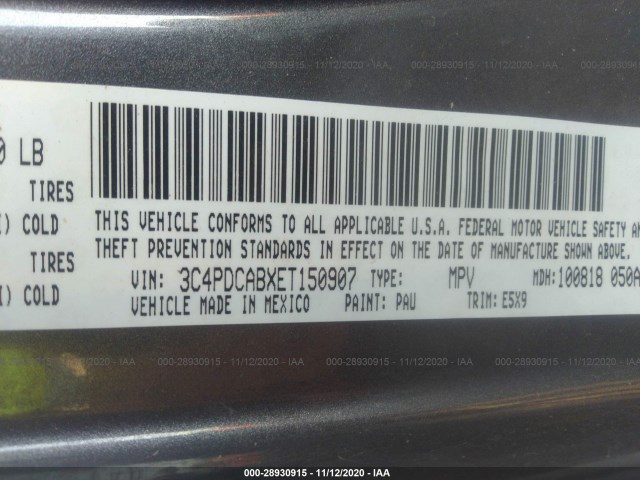 0 LB
TIRES
) COLD
TIRES
) COLD
THIS VEHICLE CONFORMS TO ALL APPLICABLE U.S.A. FEDERAL MOTOR VEHICLE SAFETY AN
THEFT PREVENTION STANDARDS IN EFFECT ON THE DATE OF MANUFACTURE SHOWN ABOVE.
VIN: 3C4PDCABXET150907 TYPE: MPV MDH: 100818 050A
VEHICLE MADE IN MEXICO PAINT: PAU TRIM: E5X9
000-28930915 - 11/12/2020 - IAA